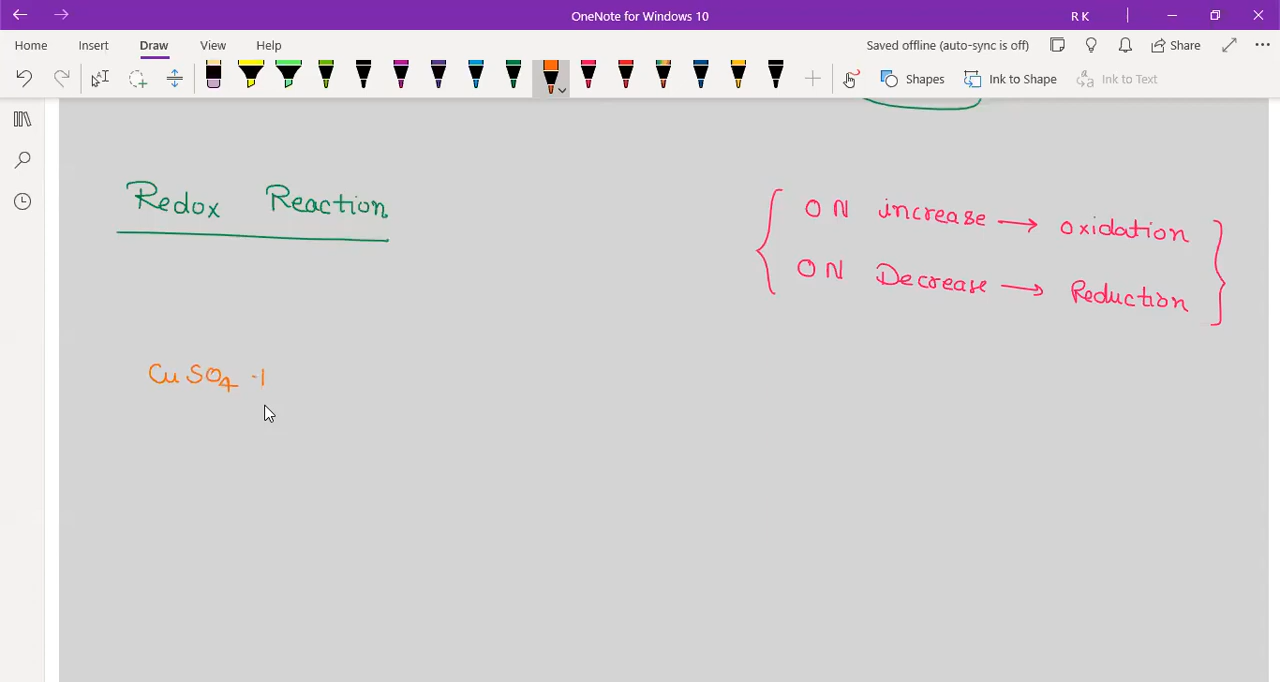 OneNote for Windows 10
R K
Home Insert Draw View Help
Saved offline (auto-sync is off) Share
Shapes Ink to Shape Ink to Text
Redox Reaction
ON increase → oxidation
ON Decrease → Reduction
CuSO4